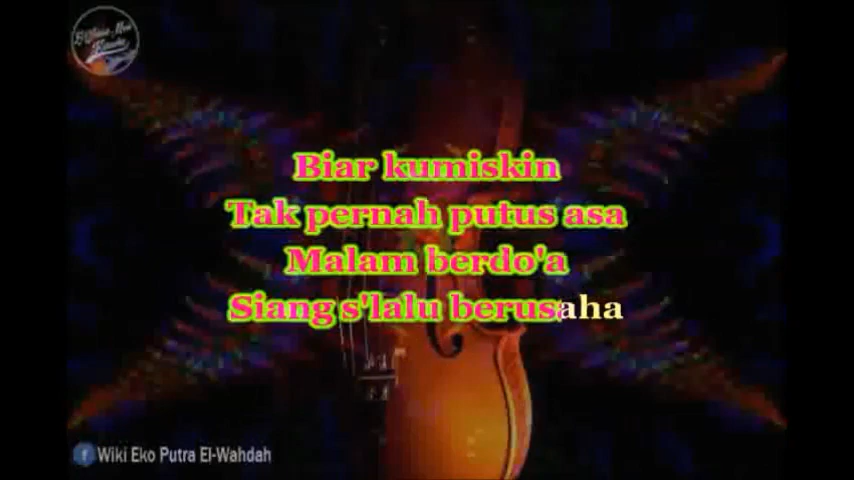 Biar kumiskin
Tak pernah putus asa
Malam berdo'a
Siang s'lalu berusaha
f Wiki Eko Putra El-Wahdah